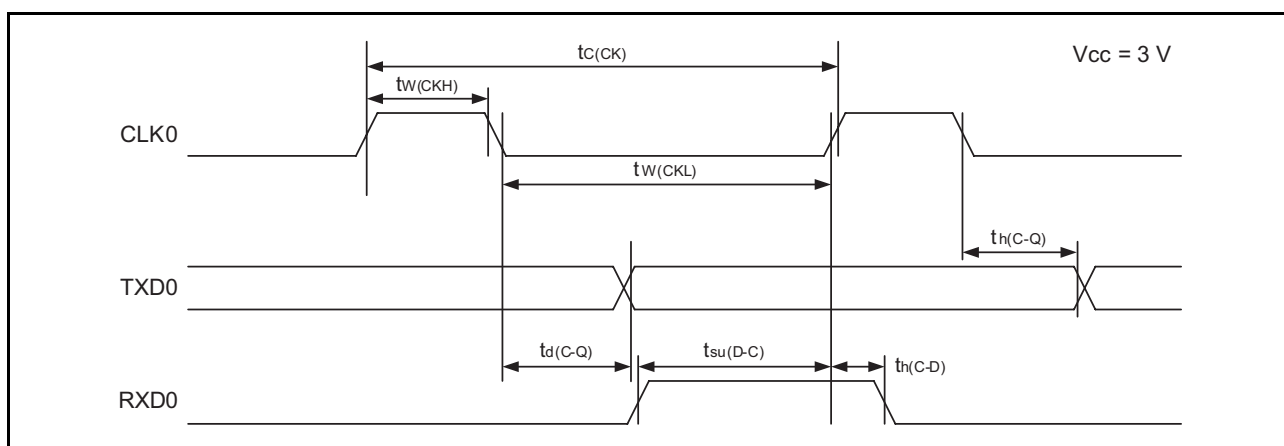 tC(CK)
Vcc = 3 V
tW(CKH)
CLK0
tW(CKL)
th(C-Q)
TXD0
td(C-Q)
tsu(D-C)
th(C-D)
RXD0